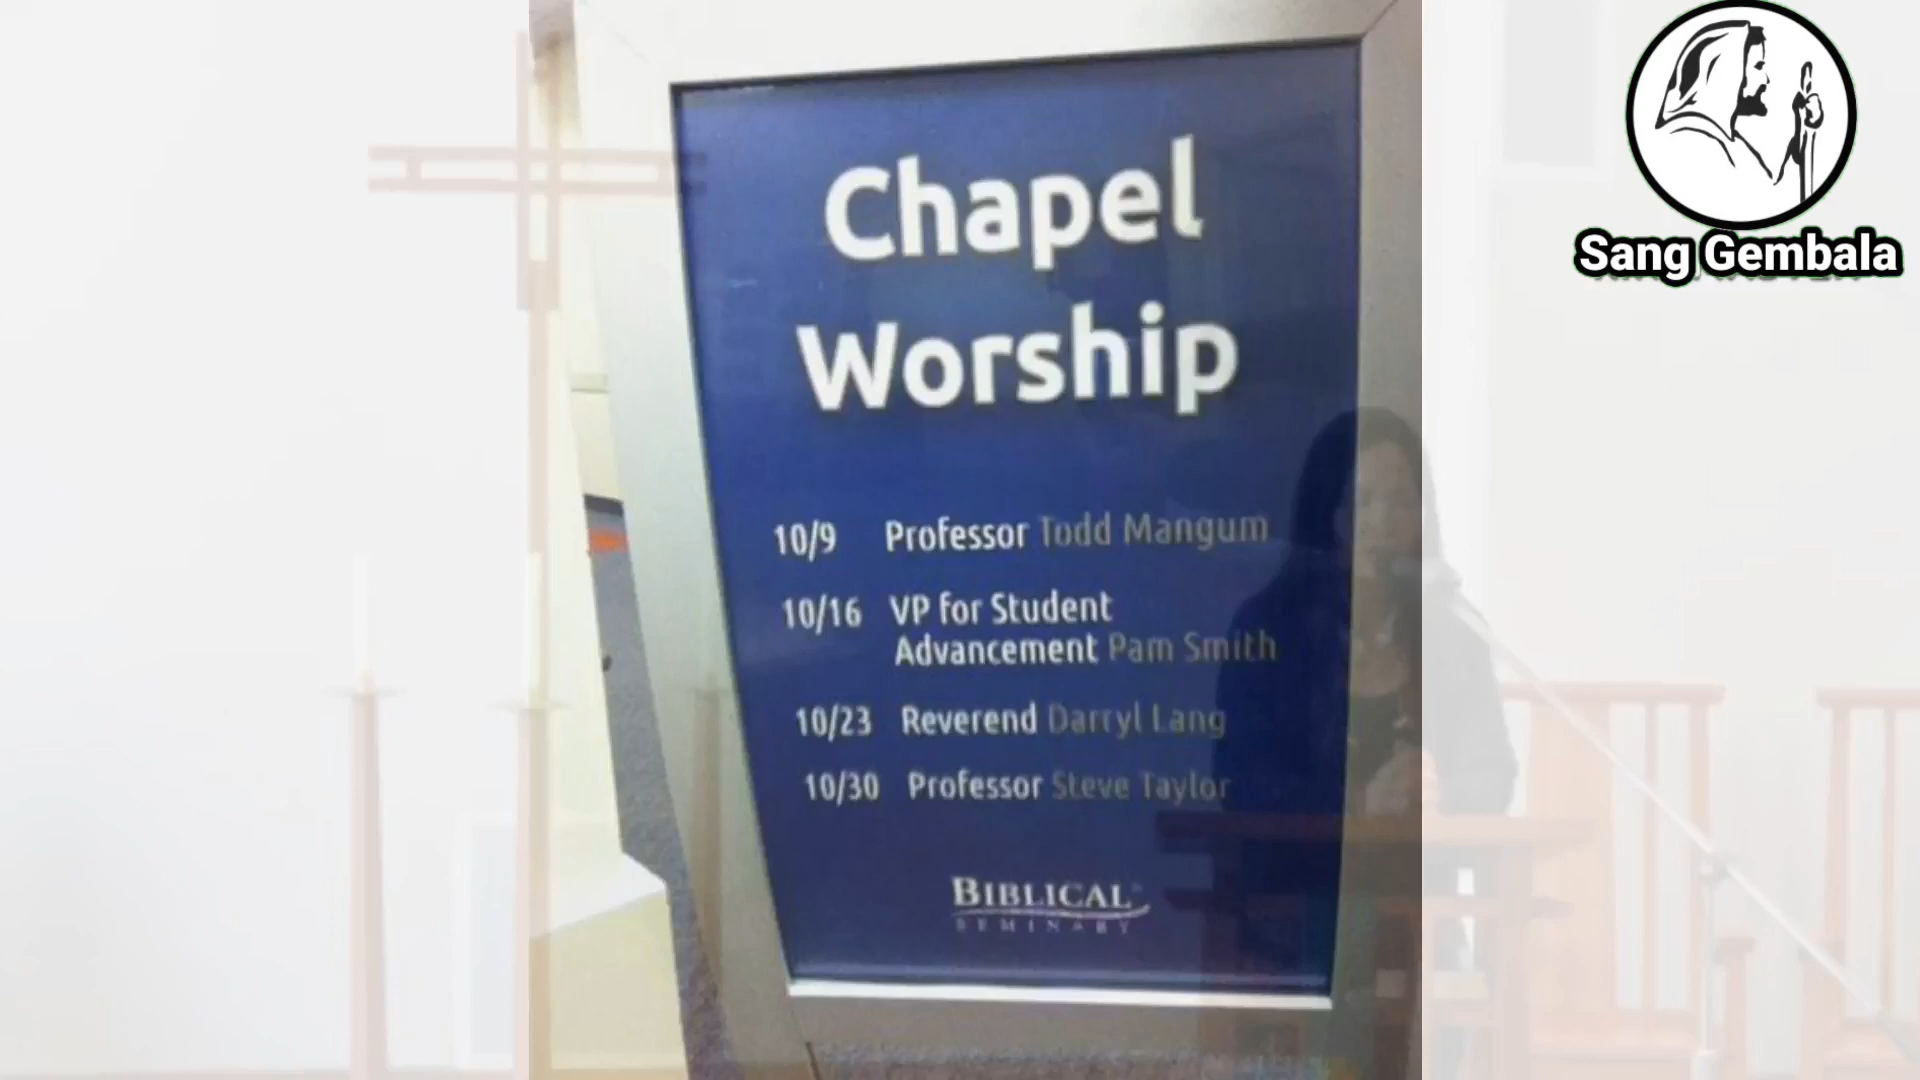 Sang Gembala
Chapel
Worship
10/9 Professor Todd Mangum
10/16 VP for Student
Advancement Pam Smith
10/23 Reverend Darryl Lang
10/30 Professor Steve Taylor
BIBLICAL
SEMINARY